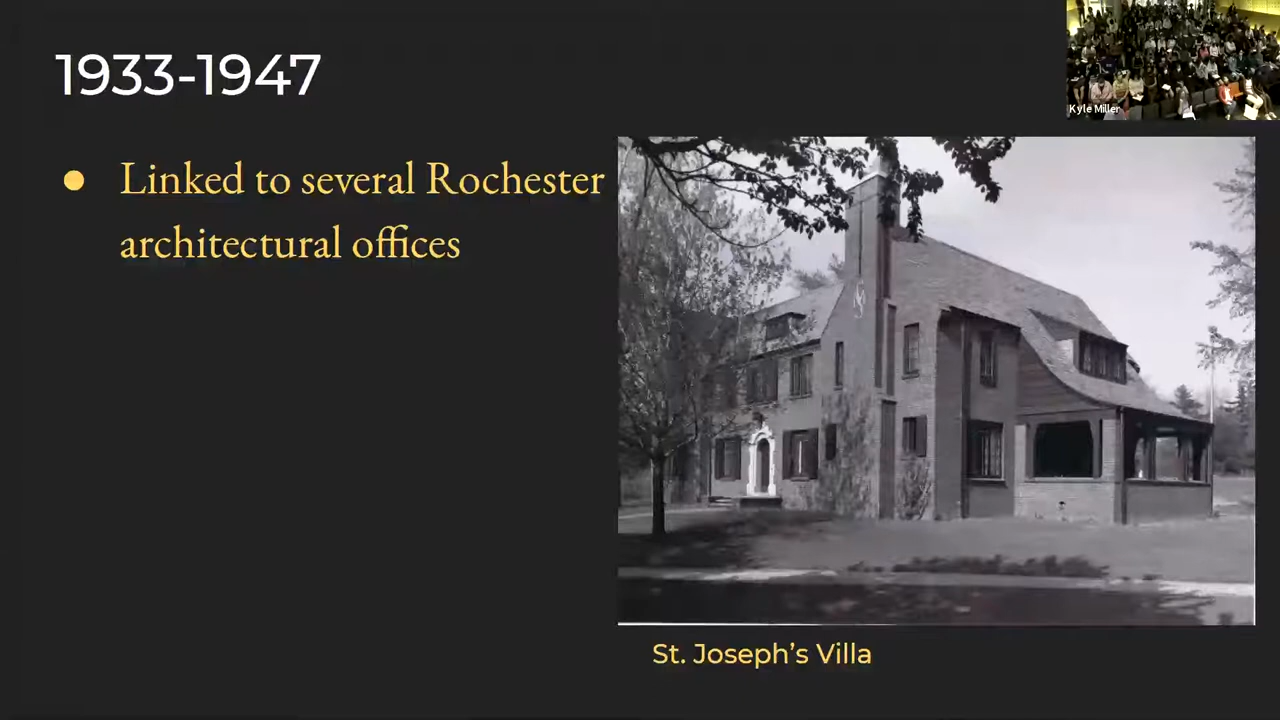 1933-1947
Kyle Miller
● Linked to several Rochester
architectural offices
St. Joseph's Villa